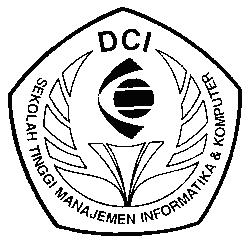 DCI
SEKOLAH TINGGI MANAJEMEN INFORMATIKA & KOMPUTER